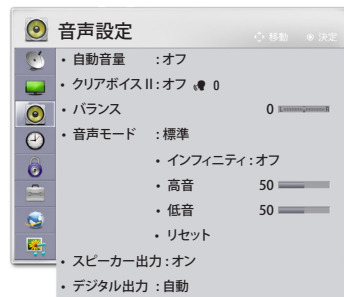 音声設定
移動 決定
・ 自動音量 : オフ
・ クリアボイス II : オフ 0
・ バランス 0 L R
・ 音声モード : 標準
・ インフィニティ : オフ
・ 高音 50
・ 低音 50
・ リセット
・ スピーカー出力 : オン
・ デジタル出力 : 自動